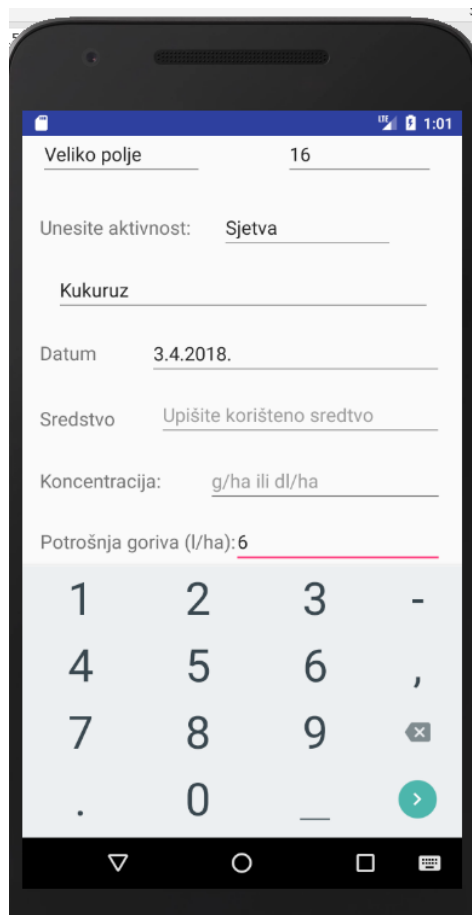 LTE 1:01
Veliko polje 16
Unesite aktivnost: Sjetva
Kukuruz
Datum 3.4.2018.
Sredstvo Upišite korišteno sredtvo
Koncentracija: g/ha ili dl/ha
Potrošnja goriva (l/ha): 6
1 2 3 -
4 5 6 ,
7 8 9
. 0 _